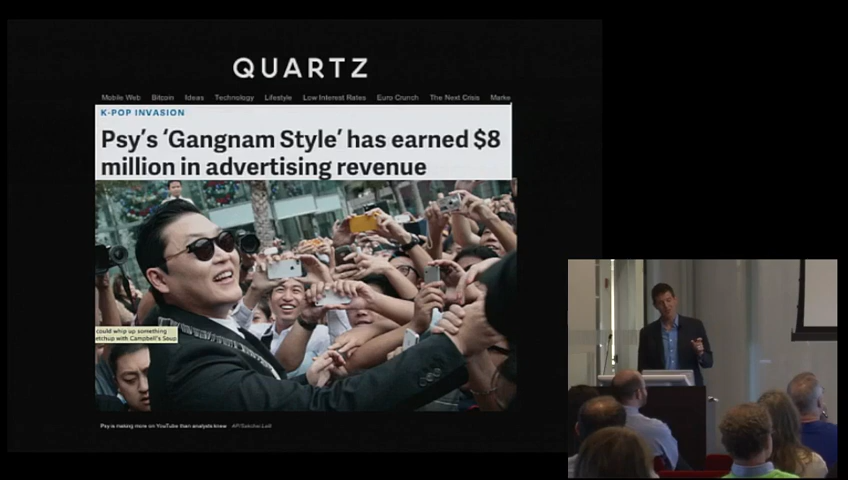 QUARTZ
Mobile Web Bitcoin Ideas Technology Lifestyle Low Interest Rates Euro Crunch The Next Crisis Marke
K-POP INVASION
Psy's 'Gangnam Style' has earned $8
million in advertising revenue
could whip up something
etchup with Campbell's Soup
Psy is making more on YouTube than analysts knew